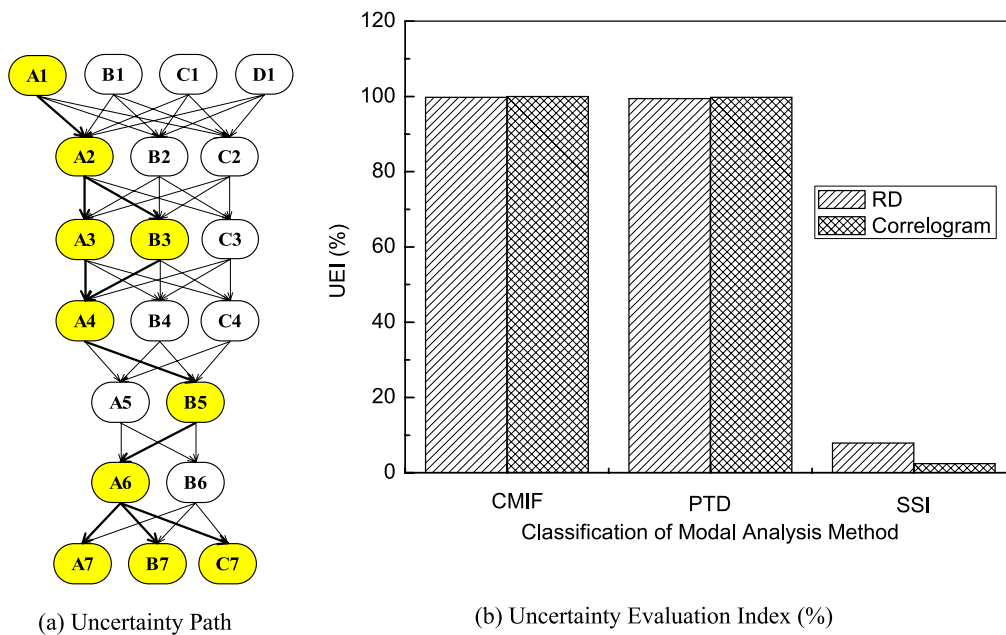 A1 B1 C1 D1
A2 B2 C2
A3 B3 C3
A4 B4 C4
A5 B5
A6 B6
A7 B7 C7
(a) Uncertainty Path
120
100
80
60
40
20
0
UEI (%)
RD
Correlogram
CMIF PTD SSI
Classification of Modal Analysis Method
(b) Uncertainty Evaluation Index (%)